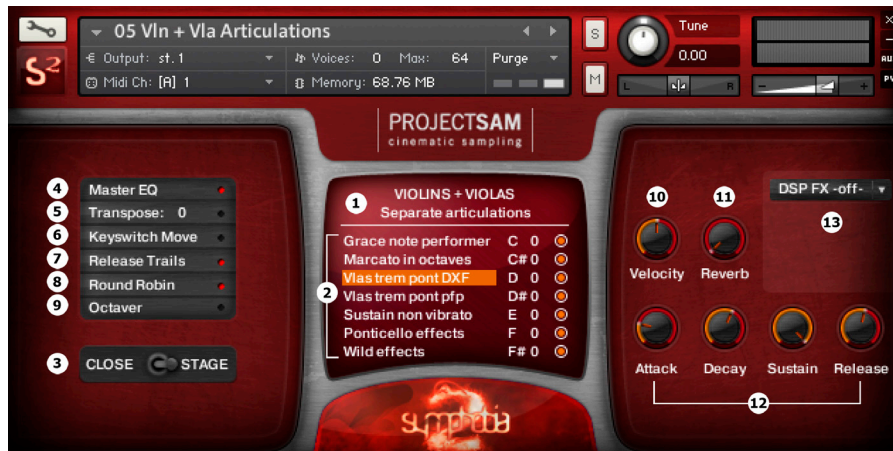 05 Vln + Vla Articulations
Output: st. 1
Voices: 0 Max: 64 Purge
Midi Ch: [A] 1
Memory: 68.76 MB
S2
S
M
Tune
0.00
L R
- +
AU
PV
PROJECTSAM
cinematic sampling
4 Master EQ
5 Transpose: 0
6 Keyswitch Move
7 Release Trails
8 Round Robin
9 Octaver
3 CLOSE STAGE
1 VIOLINS + VIOLAS
Separate articulations
2
Grace note performer C 0
Marcato in octaves C# 0
Vlas trem pont DXF D 0
Vlas trem pont pfp D# 0
Sustain non vibrato E 0
Ponticello effects F 0
Wild effects F# 0
symphobia
2
10 11
Velocity Reverb
DSP FX -off-
13
Attack Decay Sustain Release
12